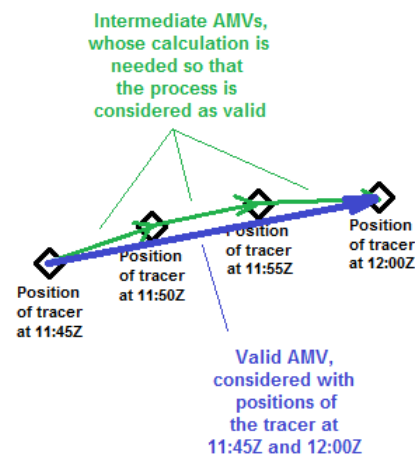 Intermediate AMVs,
whose calculation is
needed so that
the process is
considered as valid
Position
of tracer
at 11:45Z
Position
of tracer
at 11:50Z
Position
of tracer
at 11:55Z
Position
of tracer
at 12:00Z
Valid AMV,
considered with
positions of
the tracer at
11:45Z and 12:00Z